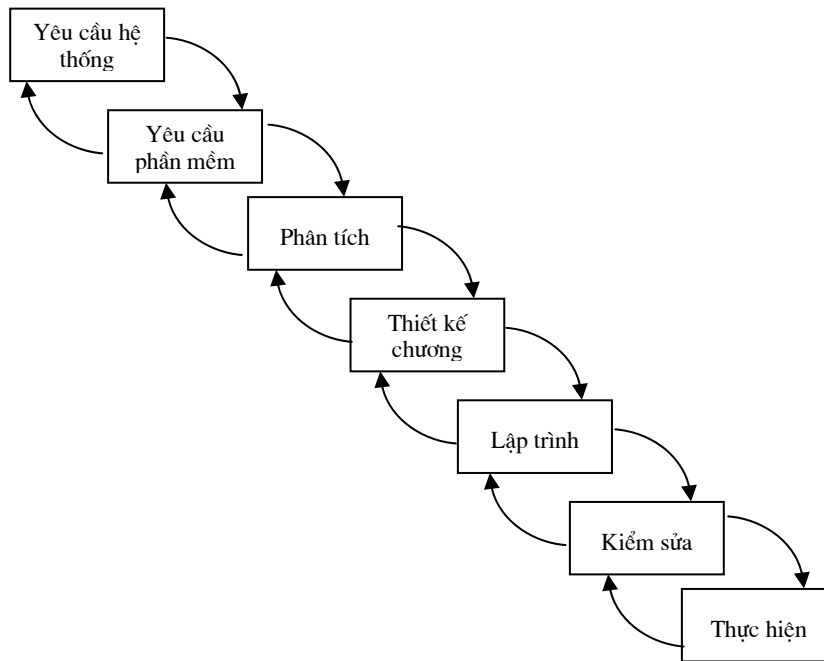 Yêu cầu hệ
thống
Yêu cầu
phần mềm
Phân tích
Thiết kế
chương
Lập trình
Kiểm sửa
Thực hiện